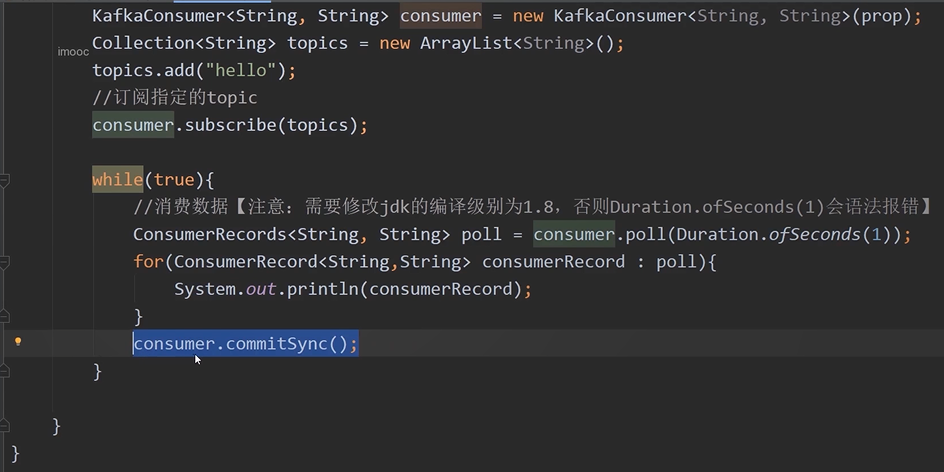 KafkaConsumer<String, String> consumer = new KafkaConsumer<String, String>(prop);
imooc
Collection<String> topics = new ArrayList<String>();
topics.add("hello");
//订阅指定的topic
consumer.subscribe(topics);
while(true){
//消费数据【注意：需要修改jdk的编译级别为1.8，否则Duration.ofSeconds(1)会语法报错】
ConsumerRecords<String, String> poll = consumer.poll(Duration.ofSeconds(1));
for(ConsumerRecord<String,String> consumerRecord : poll){
System.out.println(consumerRecord);
}
consumer.commitSync();
}
}
}